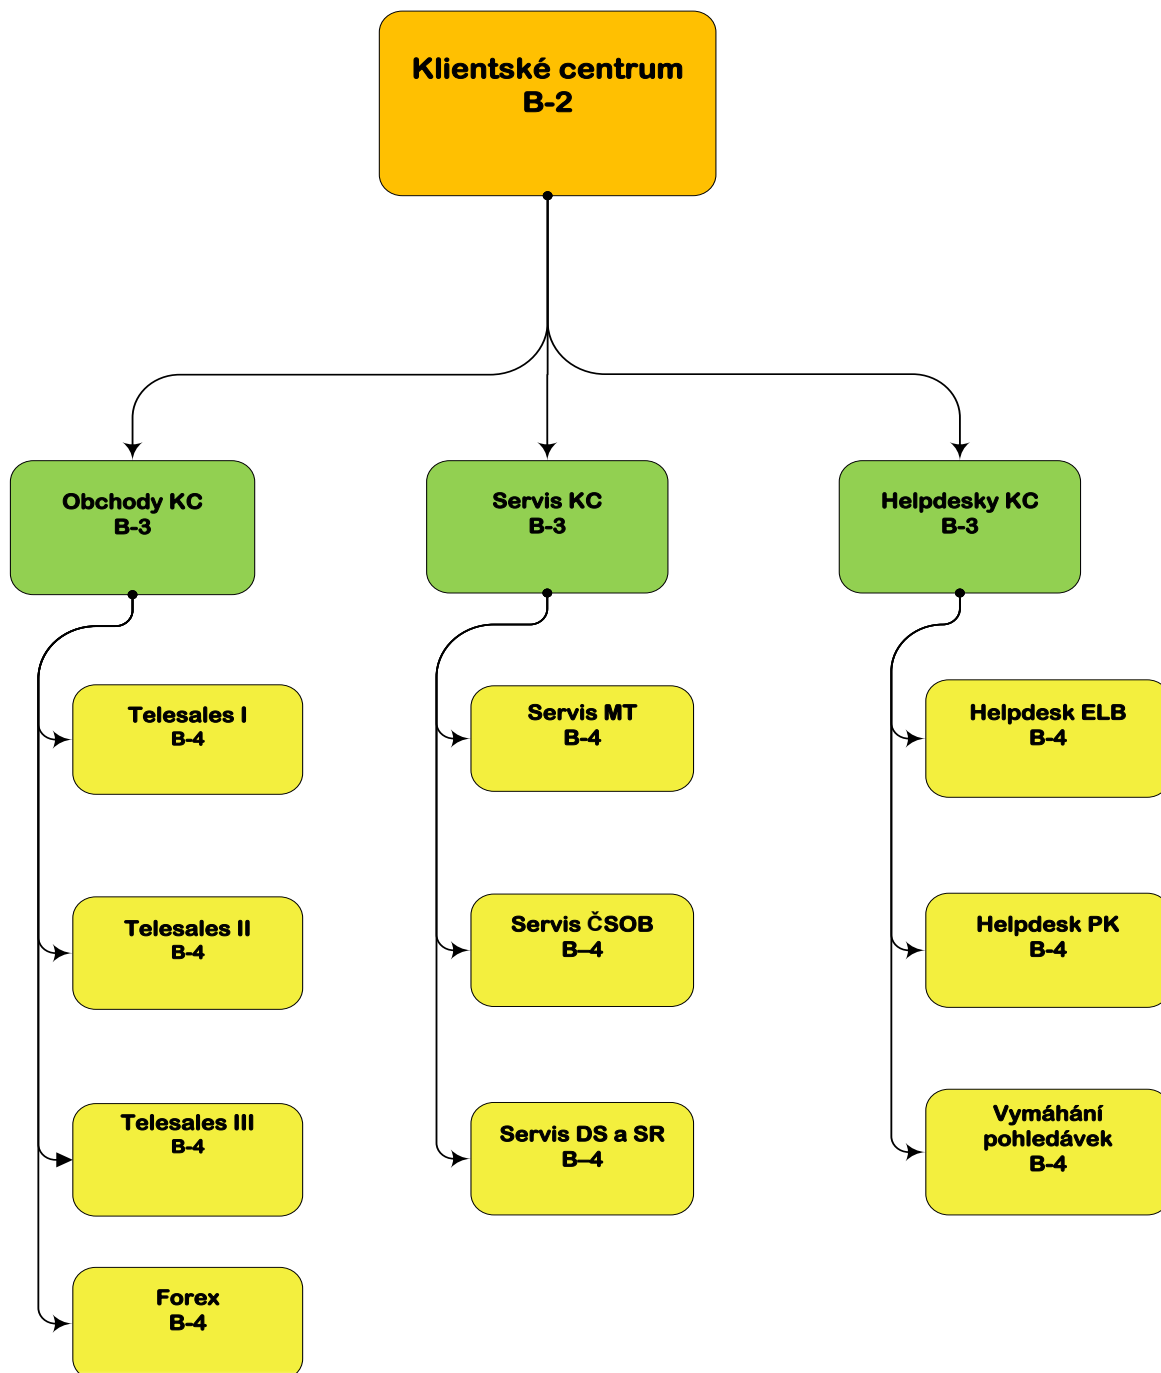 Klientské centrum
B-2
Obchody KC
B-3
Servis KC
B-3
Helpdesky KC
B-3
Telesales I
B-4
Servis MT
B-4
Helpdesk ELB
B-4
Telesales II
B-4
Servis ČSOB
B–4
Helpdesk PK
B-4
Telesales III
B-4
Servis DS a SR
B–4
Vymáhání
pohledávek
B-4
Forex
B-4